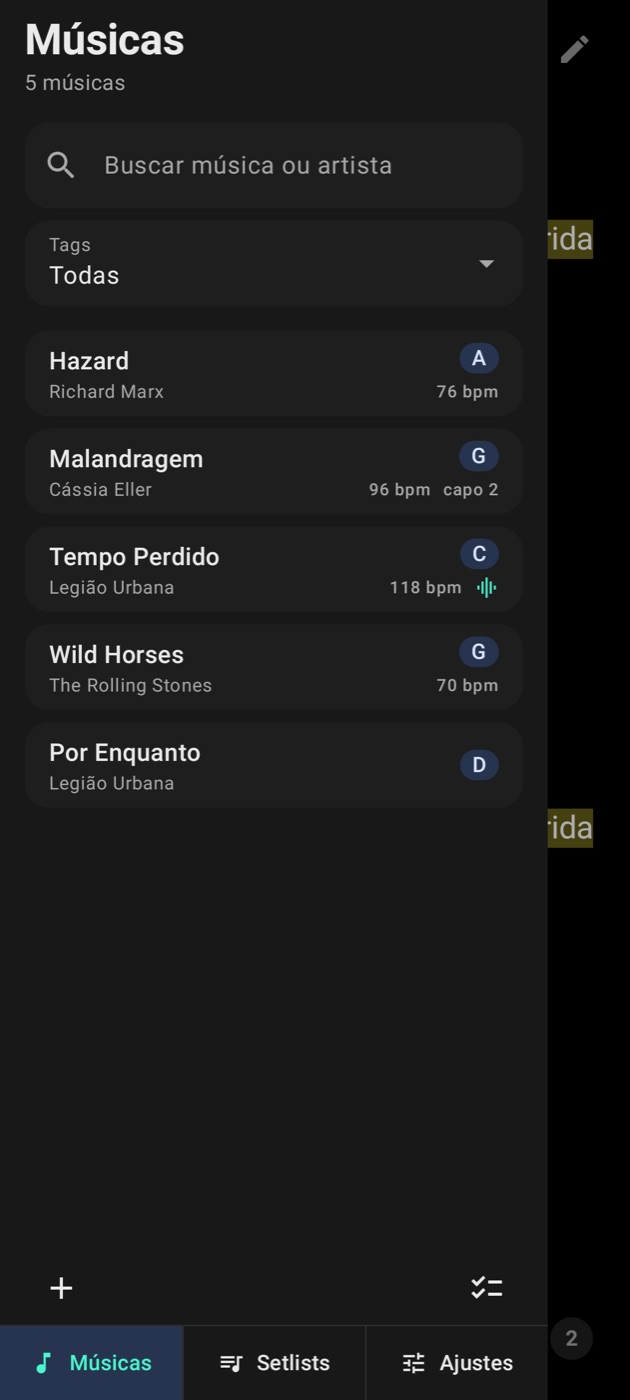 Músicas
5 músicas
Buscar música ou artista
Tags
Todas
Hazard
A
Richard Marx
76 bpm
Malandragem
G
Cássia Eller
96 bpm capo 2
Tempo Perdido
C
Legião Urbana
118 bpm
Wild Horses
G
The Rolling Stones
70 bpm
Por Enquanto
D
Legião Urbana
rida
rida
2
Músicas
Setlists
Ajustes